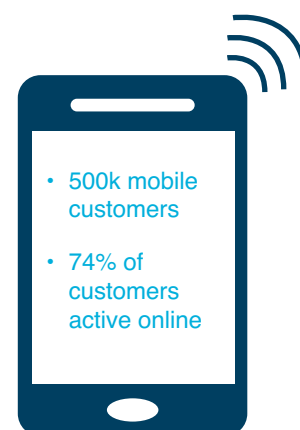 • 500k mobile
customers
• 74% of
customers
active online